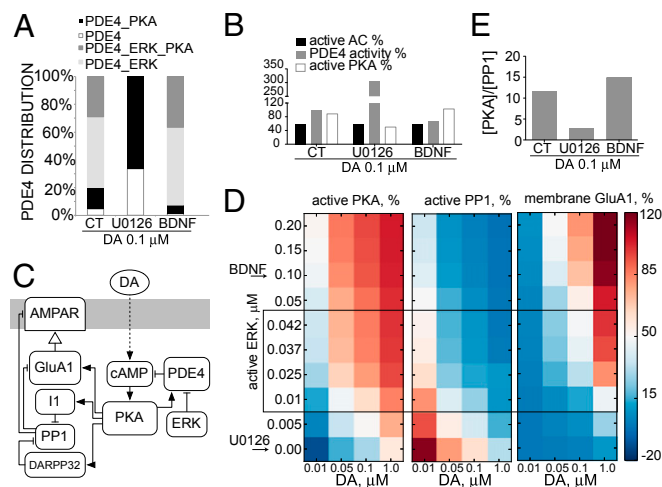 A
PDE4_PKA
PDE4
PDE4_ERK_PKA
PDE4_ERK
PDE4 DISTRIBUTION
100%
80%
60%
40%
20%
0%
CT U0126 BDNF
DA 0.1 µM
B
active AC %
PDE4 activity %
active PKA %
350
300
250
120
80
40
0
CT U0126 BDNF
DA 0.1 µM
E
[PKA]/[PP1]
20
15
10
5
0
CT U0126 BDNF
DA 0.1 µM
C
DA
AMPAR
GluA1
cAMP
PDE4
I1
PKA
ERK
PP1
DARPP32
D
active PKA, %
active PP1, %
membrane GluA1, %
active ERK, µM
BDNF
U0126
0.20
0.15
0.10
0.05
0.042
0.037
0.025
0.01
0.005
0.00
0.01 0.05 0.1 1.0
DA, µM
0.01 0.05 0.1 1.0
DA, µM
0.01 0.05 0.1 1.0
DA, µM
120
85
50
15
-20